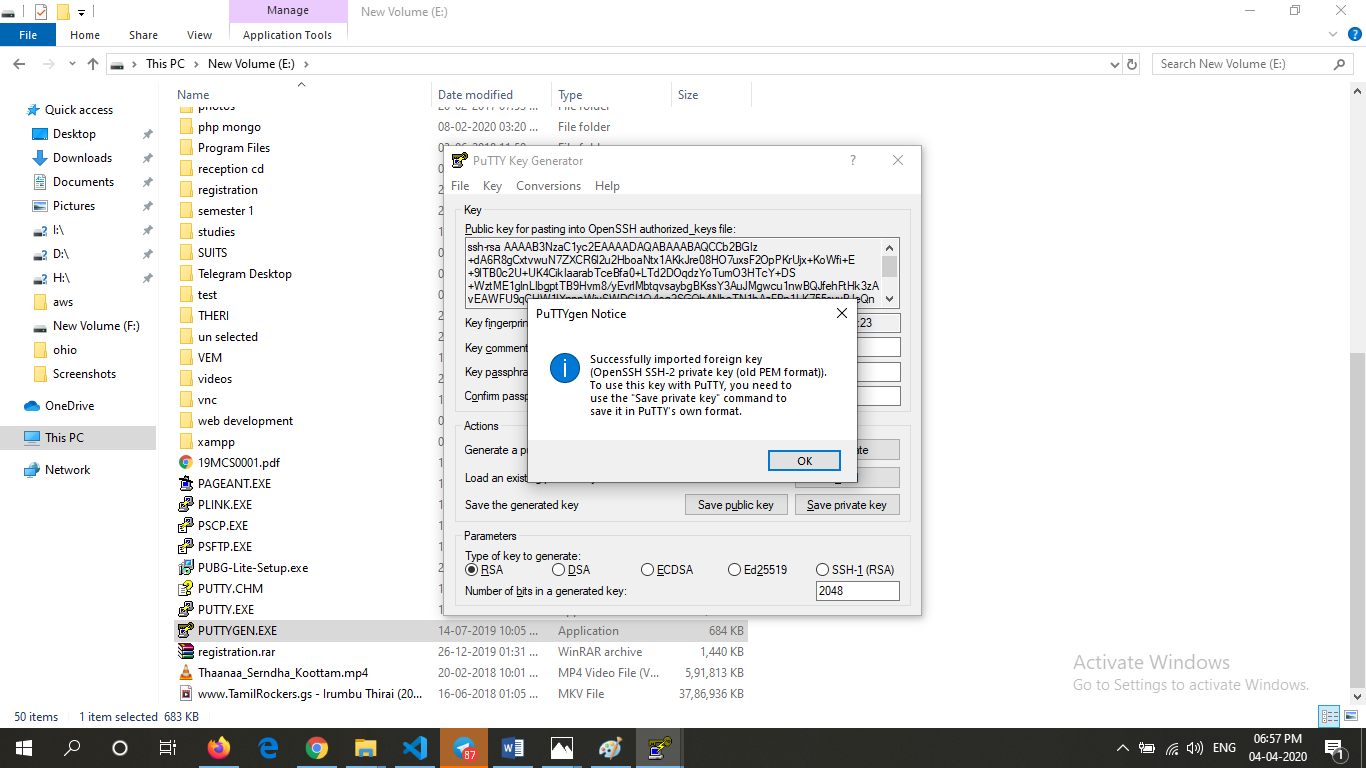 Manage
New Volume (E:)
File
Home
Share
View
Application Tools
This PC
New Volume (E:)
Search New Volume (E:)
Name
Date modified
Type
Size
Quick access
Desktop
Downloads
Documents
Pictures
I:\
D:\
H:\
aws
New Volume (F:)
ohio
Screenshots
OneDrive
This PC
Network
photos
php mongo 08-02-2020 03:20 ... File folder
Program Files
reception cd
registration
semester 1
studies
SUITS
Telegram Desktop
test
THERI
un selected
VEM
videos
vnc
web development
xampp
19MCS0001.pdf
PAGEANT.EXE
PLINK.EXE
PSCP.EXE
PSFTP.EXE
PUBG-Lite-Setup.exe
PUTTY.CHM
PUTTY.EXE
PUTTYGEN.EXE 14-07-2019 10:05 ... Application 684 KB
registration.rar 26-12-2019 01:31 ... WinRAR archive 1,440 KB
Thaanaa_Serndha_Koottam.mp4 20-02-2018 10:01 ... MP4 Video File (V... 5,91,813 KB
www.TamilRockers.gs - Irumbu Thirai (20... 16-06-2018 01:05 ... MKV File 37,86,936 KB
PuTTY Key Generator
?
File Key Conversions Help
Key
Public key for pasting into OpenSSH authorized_keys file:
ssh-rsa
Key fingerprin
:23
Key comment
Key passphra
Confirm passp
PuTTYgen Notice
Successfully imported foreign key
(OpenSSH SSH-2 private key (old PEM format)).
To use this key with PuTTY, you need to
use the "Save private key" command to
save it in PuTTY's own format.
OK
Actions
Generate a pu
ate
Load an existin
Save the generated key
Save public key
Save private key
Parameters
Type of key to generate:
RSA
DSA
ECDSA
Ed25519
SSH-1 (RSA)
Number of bits in a generated key:
2048
Activate Windows
Go to Settings to activate Windows.
50 items
1 item selected 683 KB
87
ENG
06:57 PM
04-04-2020
1